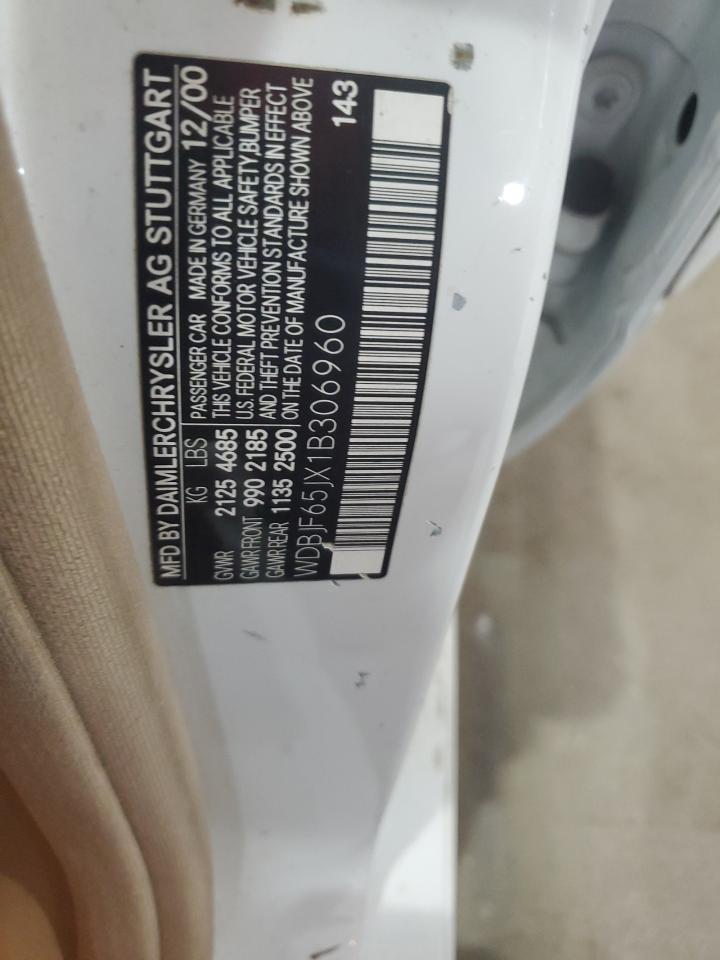 MFD BY DAIMLERCHRYSLER AG STUTTGART
KG LBS PASSENGER CAR MADE IN GERMANY 12/00
GVWR 2125 4685 THIS VEHICLE CONFORMS TO ALL APPLICABLE
GAWR FRONT 990 2185 U.S. FEDERAL MOTOR VEHICLE SAFETY,BUMPER
GAWR REAR 1135 2500 AND THEFT PREVENTION STANDARDS IN EFFECT
ON THE DATE OF MANUFACTURE SHOWN ABOVE
WDBJF65JX1B306960 143